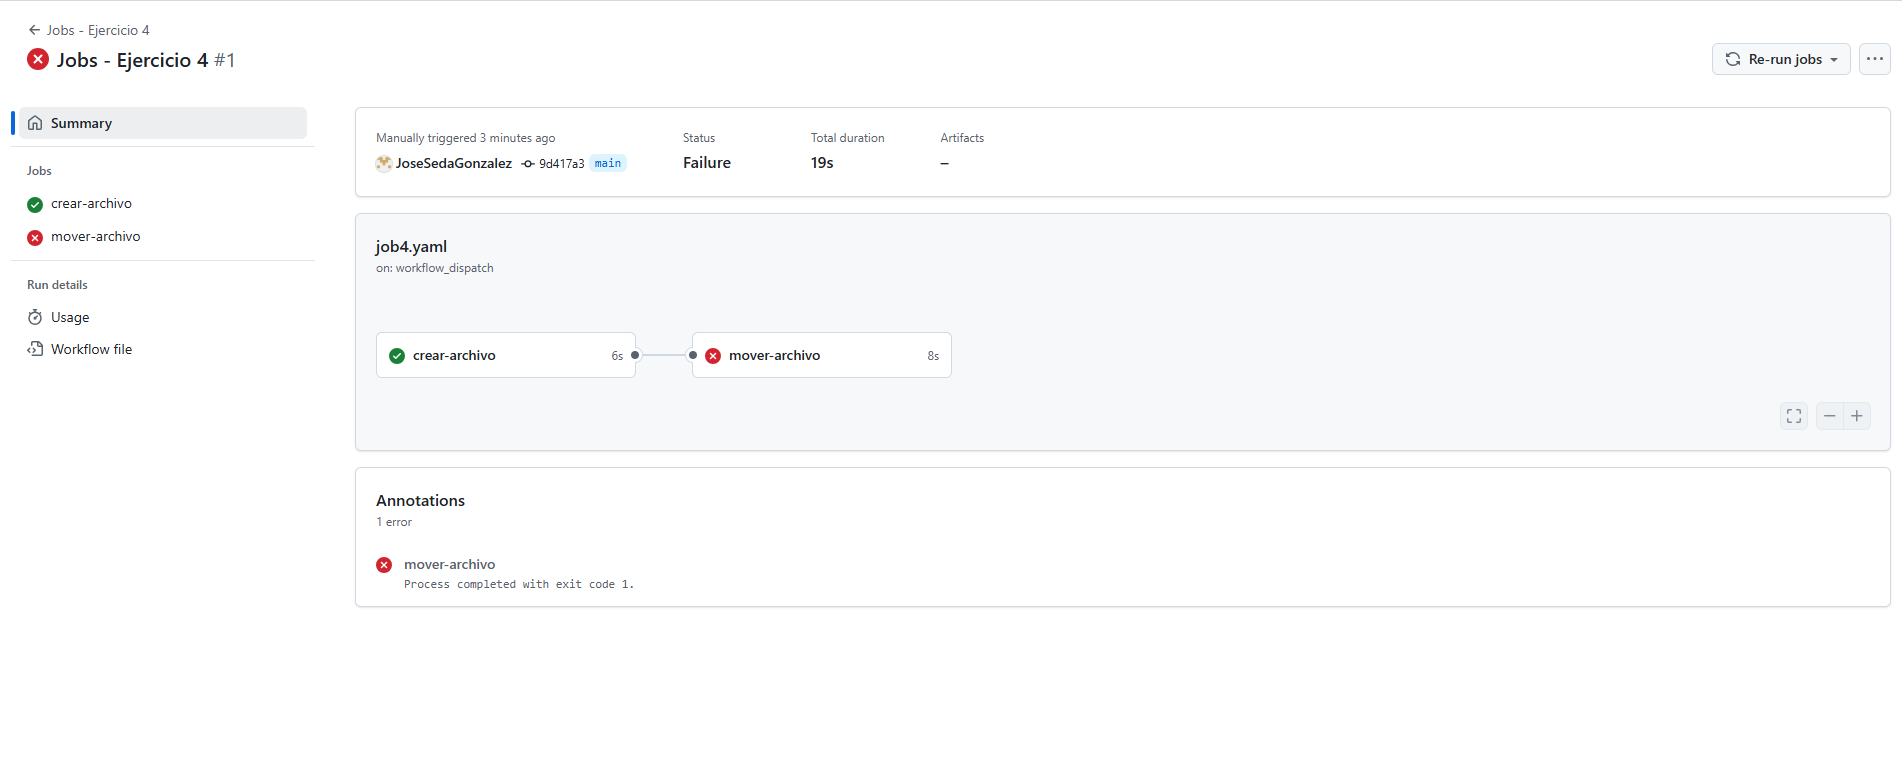 Jobs - Ejercicio 4
Jobs - Ejercicio 4 #1
Re-run jobs
Summary
Jobs
crear-archivo
mover-archivo
Run details
Usage
Workflow file
Manually triggered 3 minutes ago
JoseSedaGonzalez 9d417a3 main
Status
Failure
Total duration
19s
Artifacts
–
job4.yaml
on: workflow_dispatch
crear-archivo 6s
mover-archivo 8s
Annotations
1 error
mover-archivo
Process completed with exit code 1.